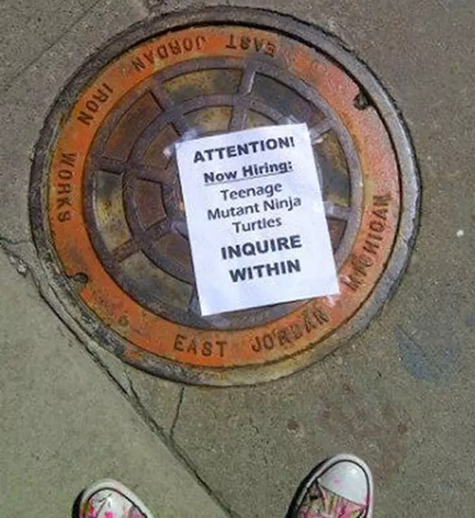 EAST JORDAN IRON WORKS
ATTENTION!
Now Hiring:
Teenage
Mutant Ninja
Turtles
INQUIRE
WITHIN
EAST JORDAN MICHIGAN